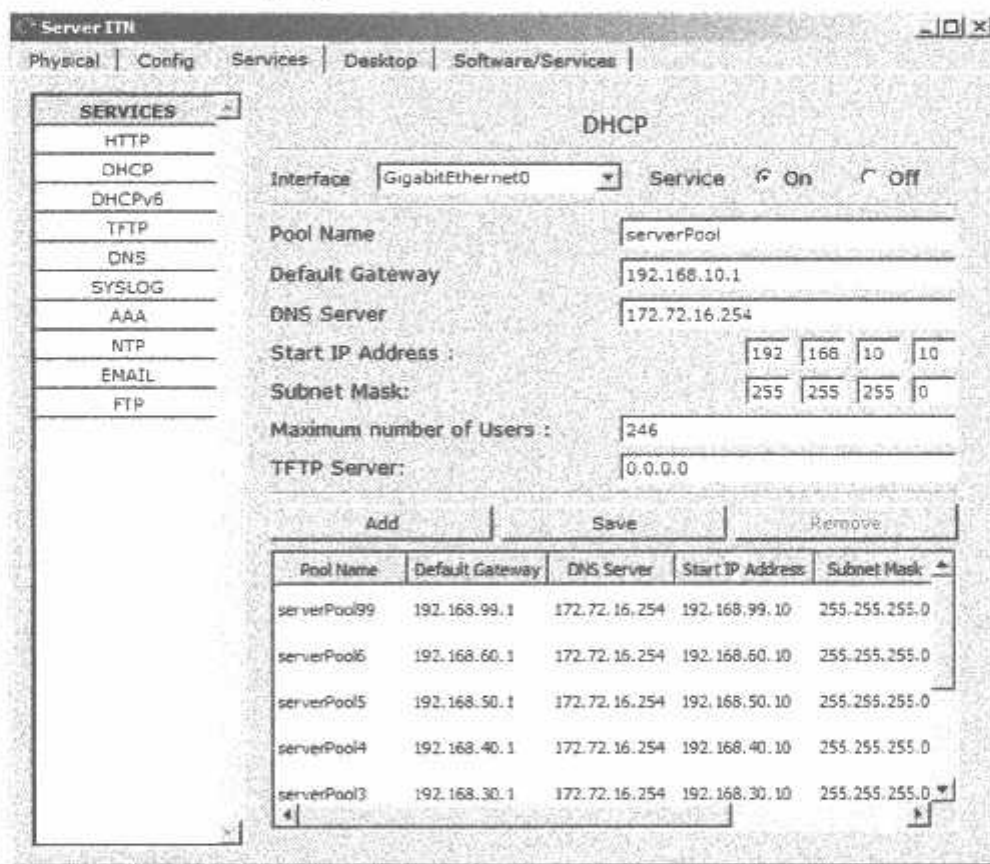 Server ITN
Physical Config Services Desktop Software/Services
SERVICES
HTTP
DHCP
DHCPv6
TFTP
DNS
SYSLOG
AAA
NTP
EMAIL
FTP
DHCP
Interface GigabitEthernet0 Service On Off
Pool Name serverPool
Default Gateway 192.168.10.1
DNS Server 172.72.16.254
Start IP Address : 192 168 10 10
Subnet Mask: 255 255 255 0
Maximum number of Users : 246
TFTP Server: 0.0.0.0
Add Save Remove
Pool Name Default Gateway DNS Server Start IP Address Subnet Mask
serverPool99 192.168.99.1 172.72.16.254 192.168.99.10 255.255.255.0
serverPool6 192.168.60.1 172.72.16.254 192.168.60.10 255.255.255.0
serverPool5 192.168.50.1 172.72.16.254 192.168.50.10 255.255.255.0
serverPool4 192.168.40.1 172.72.16.254 192.168.40.10 255.255.255.0
serverPool3 192.168.30.1 172.72.16.254 192.168.30.10 255.255.255.0